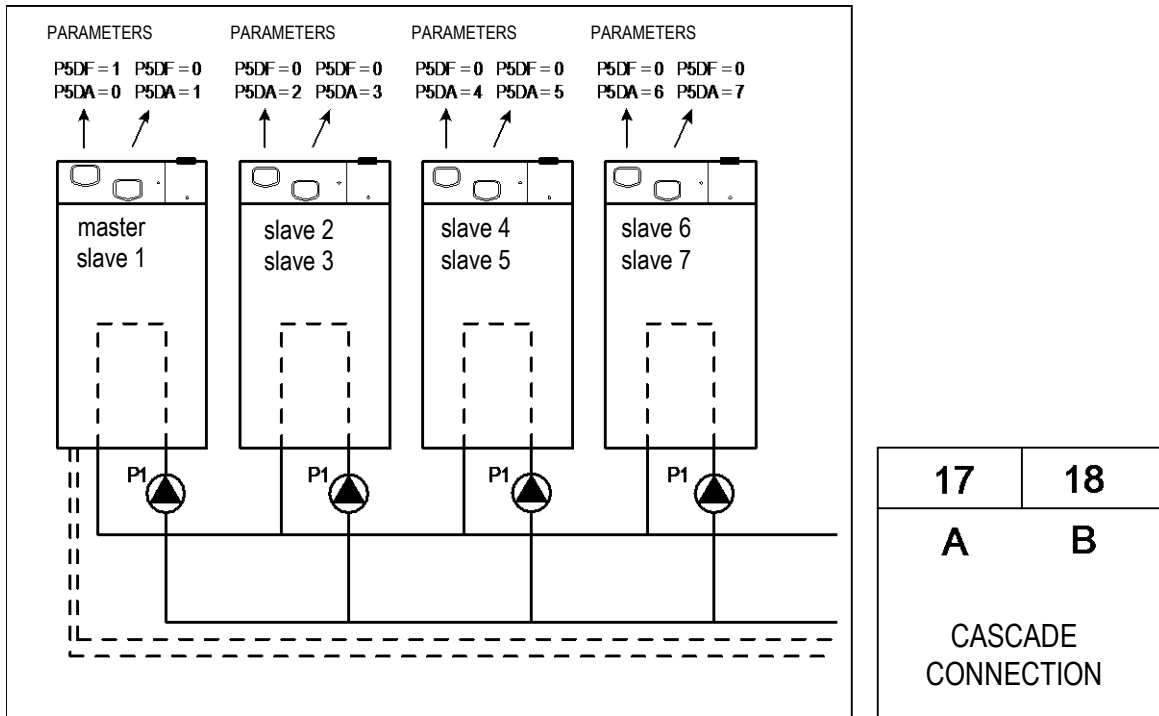 PARAMETERS PARAMETERS PARAMETERS PARAMETERS
P5DF = 1 P5DF = 0 P5DF = 0 P5DF = 0 P5DF = 0 P5DF = 0 P5DF = 0 P5DF = 0
P5DA = 0 P5DA = 1 P5DA = 2 P5DA = 3 P5DA = 4 P5DA = 5 P5DA = 6 P5DA = 7
master
slave 1
slave 2
slave 3
slave 4
slave 5
slave 6
slave 7
P1 P1 P1 P1
17 18
A B
CASCADE
CONNECTION